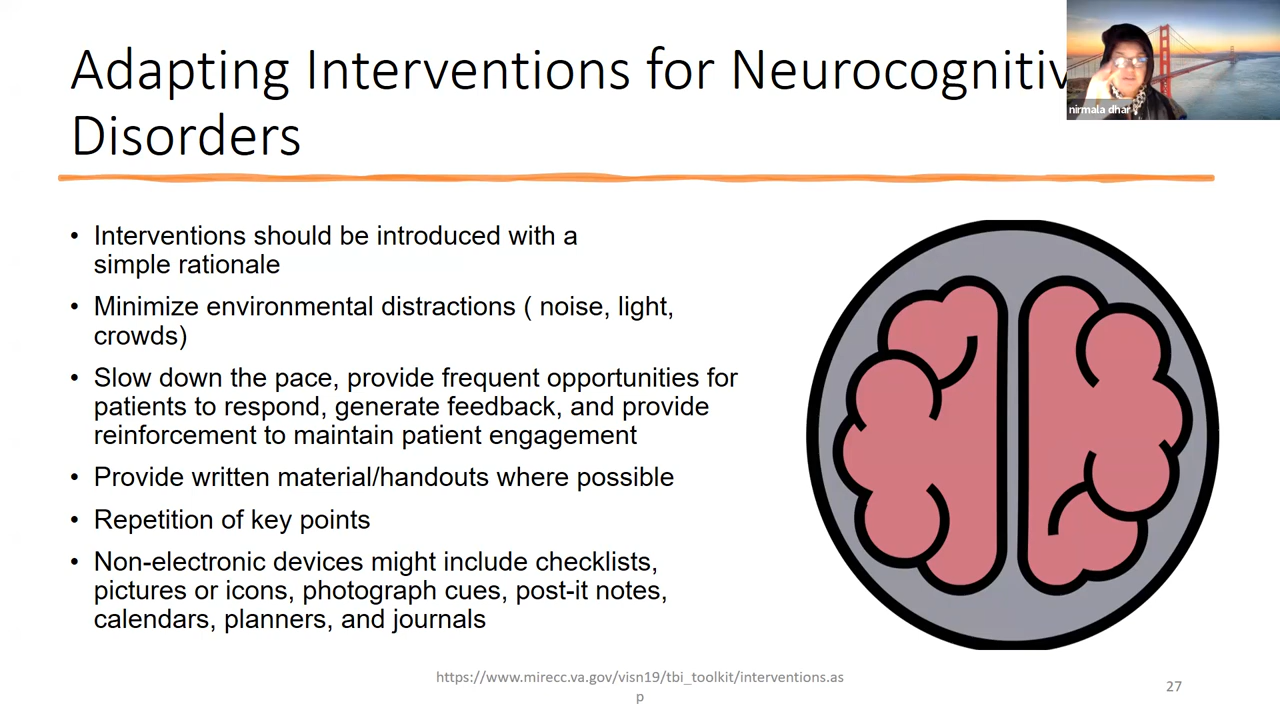 Adapting Interventions for Neurocognitiv
Disorders
nirmala dhar
• Interventions should be introduced with a
simple rationale
• Minimize environmental distractions ( noise, light,
crowds)
• Slow down the pace, provide frequent opportunities for
patients to respond, generate feedback, and provide
reinforcement to maintain patient engagement
• Provide written material/handouts where possible
• Repetition of key points
• Non-electronic devices might include checklists,
pictures or icons, photograph cues, post-it notes,
calendars, planners, and journals
https://www.mirecc.va.gov/visn19/tbi_toolkit/interventions.as
p
27